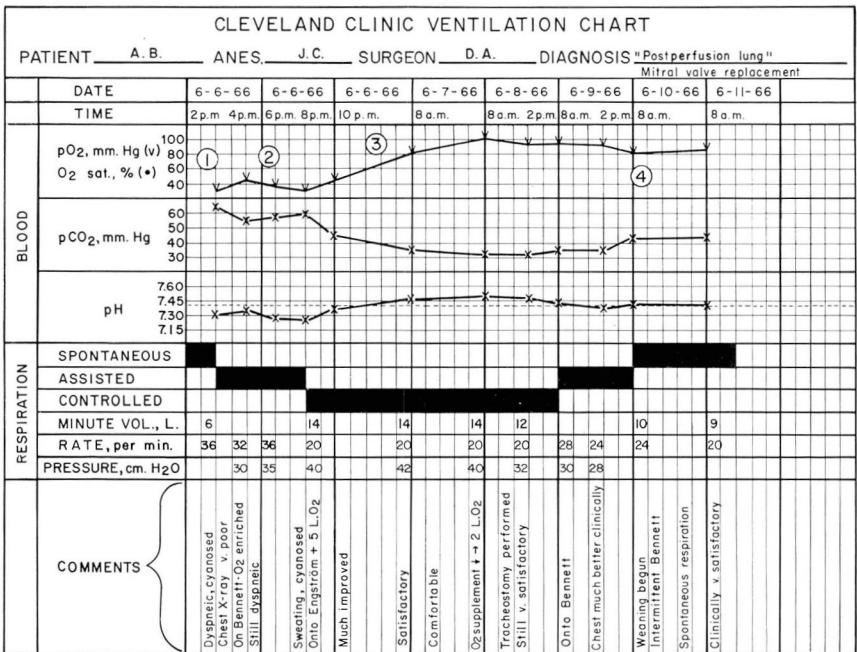 CLEVELAND CLINIC VENTILATION CHART
PATIENT A.B. ANES. J.C. SURGEON D.A. DIAGNOSIS "Postperfusion lung"
Mitral valve replacement
DATE 6-6-66 6-6-66 6-6-66 6-7-66 6-8-66 6-9-66 6-10-66 6-11-66
TIME 2p.m 4p.m. 6p.m. 8p.m. 10 p.m. 8 a.m. 8a.m. 2p.m. 8a.m. 2p.m. 8 a.m. 8 a.m.
BLOOD
pO2, mm. Hg (v)
O2 sat., % (•)
100
80
60
40
1 2 3 4
pCO2, mm. Hg
60
50
40
30
pH
7.60
7.45
7.30
7.15
RESPIRATION
SPONTANEOUS
ASSISTED
CONTROLLED
MINUTE VOL., L. 6 14 14 14 12 10 9
RATE, per min. 36 32 36 20 20 20 20 28 24 24 20
PRESSURE, cm. H2O 30 35 40 42 40 32 30 28
COMMENTS
Dyspneic, cyanosed
Chest X-ray v. poor
On Bennett-O2 enriched
Still dyspneic
Sweating, cyanosed
Onto Engström + 5 L.O2
Much improved
Satisfactory
Comfortable
O2 supplement ↓ → 2 L.O2
Tracheostomy performed
Still v. satisfactory
Onto Bennett
Chest much better clinically
Weaning begun
Intermittent Bennett
Spontaneous respiration
Clinically v. satisfactory